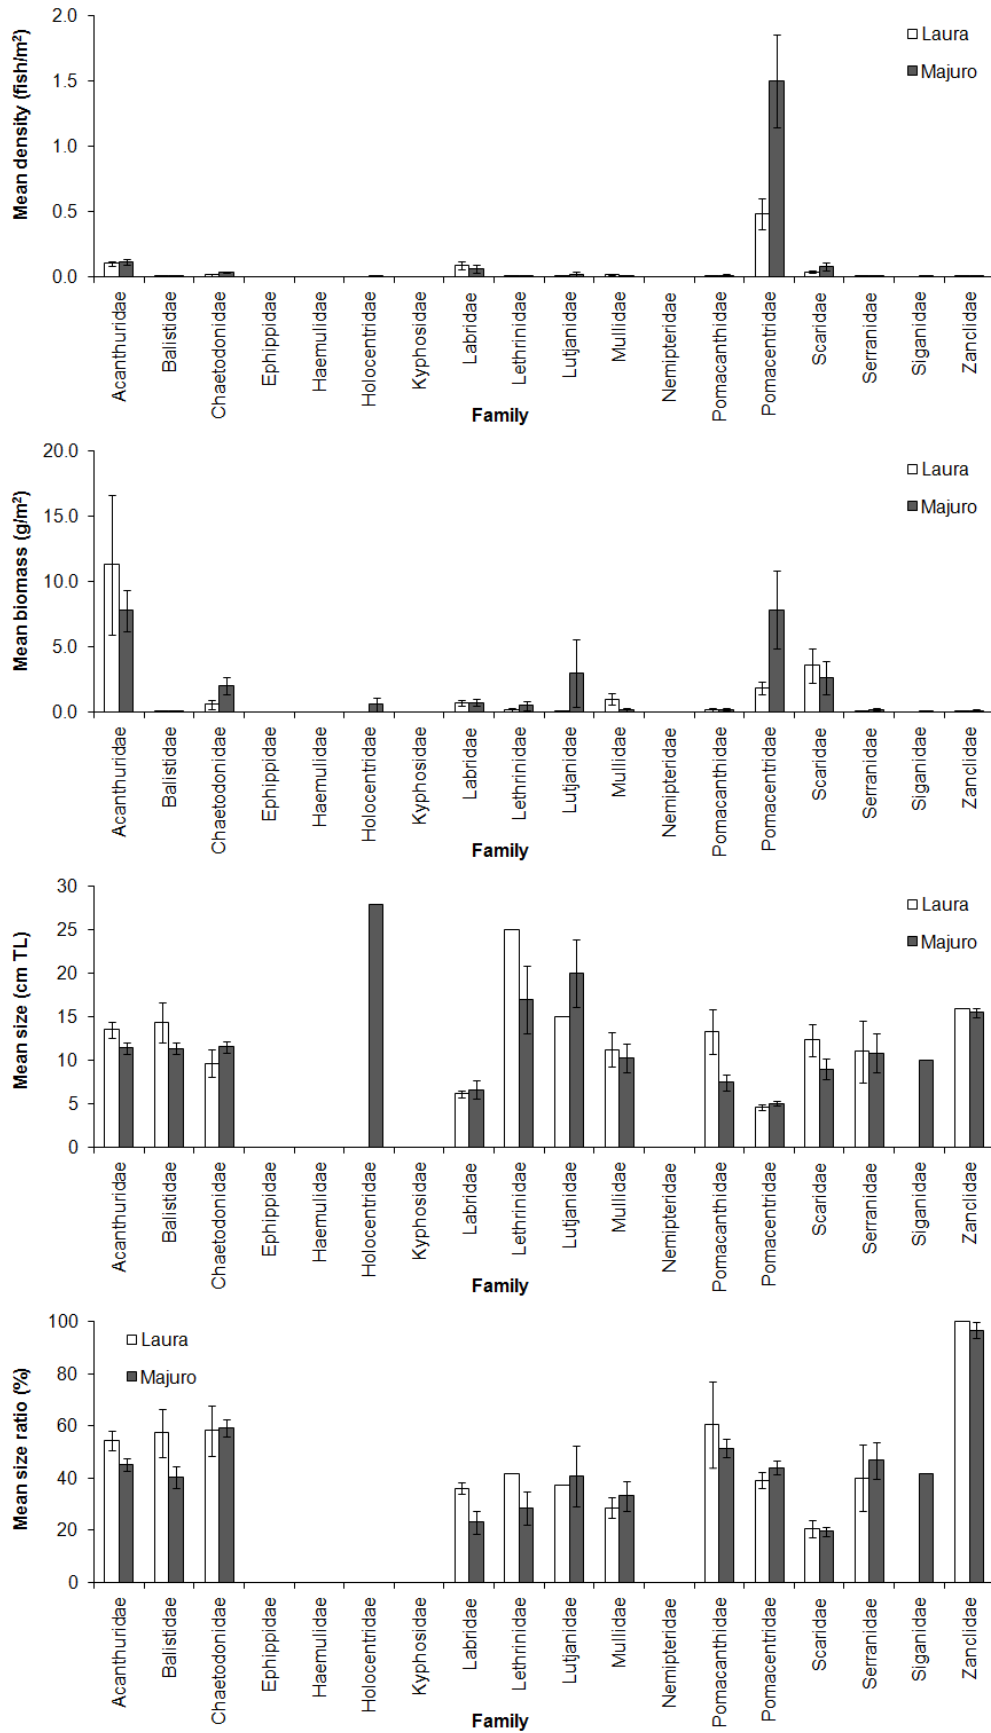 2.0
1.5
1.0
0.5
0.0
Mean density (fish/m²)
Laura
Majuro
Acanthuridae
Balistidae
Chaetodonidae
Ephippidae
Haemulidae
Holocentridae
Kyphosidae
Labridae
Lethrinidae
Lutjanidae
Mullidae
Nemipteridae
Pomacanthidae
Pomacentridae
Scaridae
Serranidae
Siganidae
Zanclidae
Family
20.0
15.0
10.0
5.0
0.0
Mean biomass (g/m²)
Laura
Majuro
Acanthuridae
Balistidae
Chaetodonidae
Ephippidae
Haemulidae
Holocentridae
Kyphosidae
Labridae
Lethrinidae
Lutjanidae
Mullidae
Nemipteridae
Pomacanthidae
Pomacentridae
Scaridae
Serranidae
Siganidae
Zanclidae
Family
30
25
20
15
10
5
0
Mean size (cm TL)
Laura
Majuro
Acanthuridae
Balistidae
Chaetodonidae
Ephippidae
Haemulidae
Holocentridae
Kyphosidae
Labridae
Lethrinidae
Lutjanidae
Mullidae
Nemipteridae
Pomacanthidae
Pomacentridae
Scaridae
Serranidae
Siganidae
Zanclidae
Family
100
80
60
40
20
0
Mean size ratio (%)
Laura
Majuro
Acanthuridae
Balistidae
Chaetodonidae
Ephippidae
Haemulidae
Holocentridae
Kyphosidae
Labridae
Lethrinidae
Lutjanidae
Mullidae
Nemipteridae
Pomacanthidae
Pomacentridae
Scaridae
Serranidae
Siganidae
Zanclidae
Family